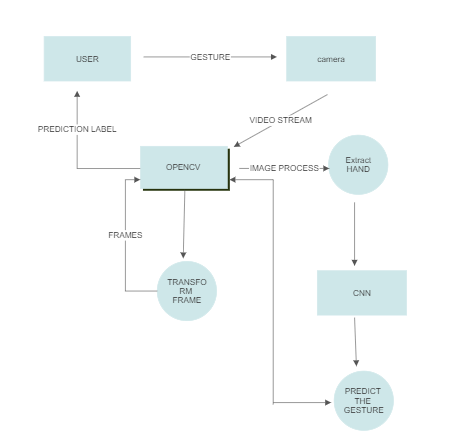 USER
GESTURE
camera
VIDEO STREAM
PREDICTION LABEL
OPENCV
IMAGE PROCESS
Extract
HAND
FRAMES
TRANSFO
RM
FRAME
CNN
PREDICT
THE
GESTURE